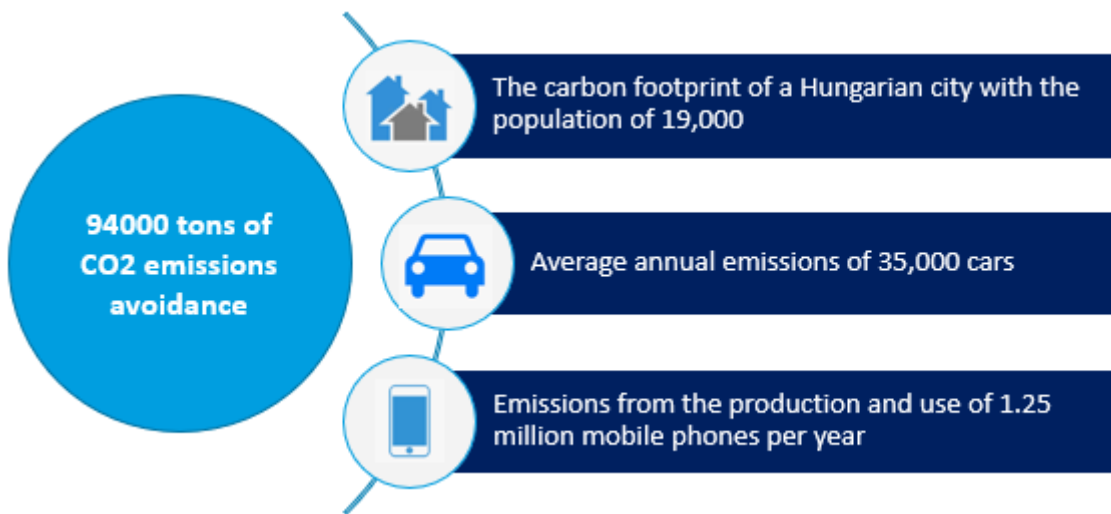 94000 tons of
CO2 emissions
avoidance
The carbon footprint of a Hungarian city with the
population of 19,000
Average annual emissions of 35,000 cars
Emissions from the production and use of 1.25
million mobile phones per year